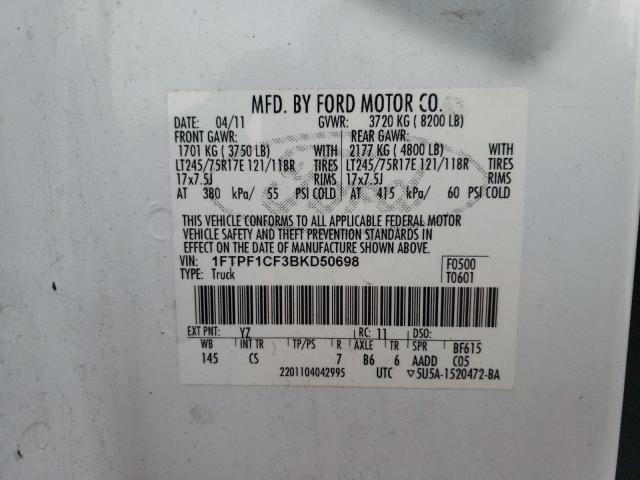 MFD. BY FORD MOTOR CO.
DATE: 04/11 GVWR: 3720 KG ( 8200 LB)
FRONT GAWR: REAR GAWR:
1701 KG ( 3750 LB) WITH 2177 KG ( 4800 LB) WITH
LT245/75R17E 121/118R TIRES LT245/75R17E 121/118R TIRES
17x7.5J RIMS 17x7.5J RIMS
AT 380 kPa/ 55 PSI COLD AT 415 kPa/ 60 PSI COLD
THIS VEHICLE CONFORMS TO ALL APPLICABLE FEDERAL MOTOR
VEHICLE SAFETY AND THEFT PREVENTION STANDARDS IN
EFFECT ON THE DATE OF MANUFACTURE SHOWN ABOVE.
VIN: 1FTPF1CF3BKD50698 F0500
TYPE: Truck T0601
EXT PNT: YZ RC: 11 DSO:
WB INT TR TP/PS R AXLE TR SPR BF615
145 CS 7 B6 6 AADD C05
2201104042995 UTC ▽5U5A-1520472-BA